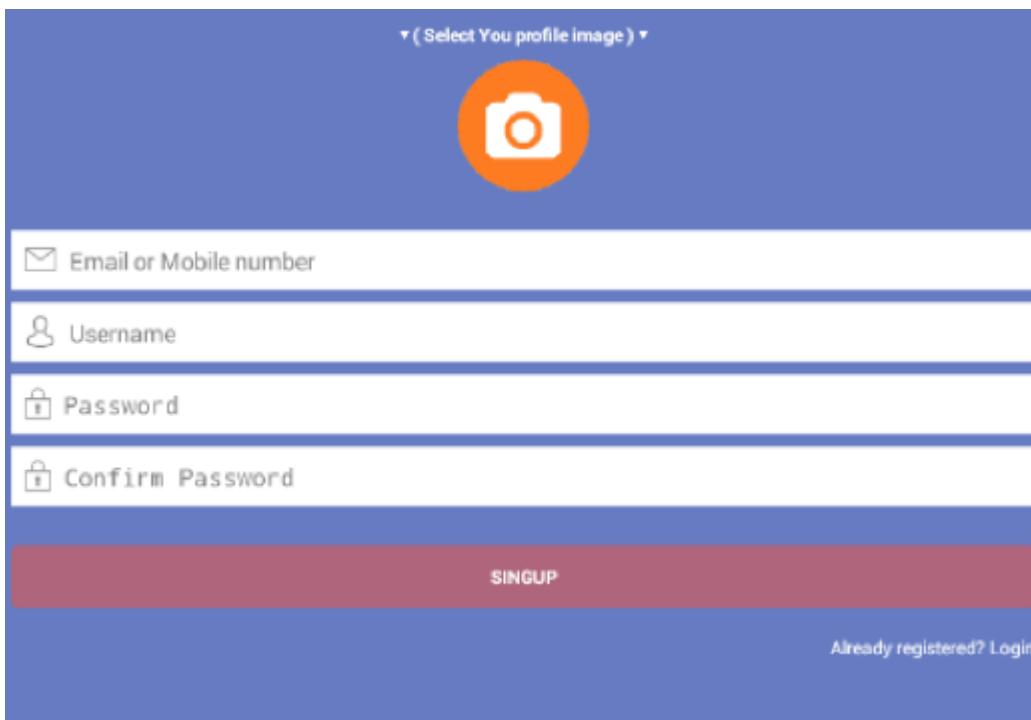 ▾ ( Select You profile image ) ▾
Email or Mobile number
Username
Password
Confirm Password
SINGUP
Already registered? Login